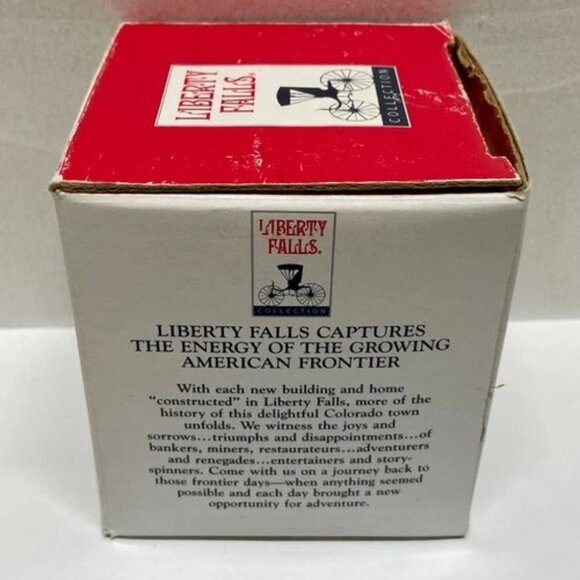 LIBERTY
FALLS®
COLLECTION
LIBERTY
FALLS®
COLLECTION
LIBERTY FALLS CAPTURES
THE ENERGY OF THE GROWING
AMERICAN FRONTIER
With each new building and home
“constructed” in Liberty Falls, more of the
history of this delightful Colorado town
unfolds. We witness the joys and
sorrows...triumphs and disappointments...of
bankers, miners, restaurateurs...adventurers
and renegades...entertainers and story-
spinners. Come with us on a journey back to
those frontier days—when anything seemed
possible and each day brought a new
opportunity for adventure.